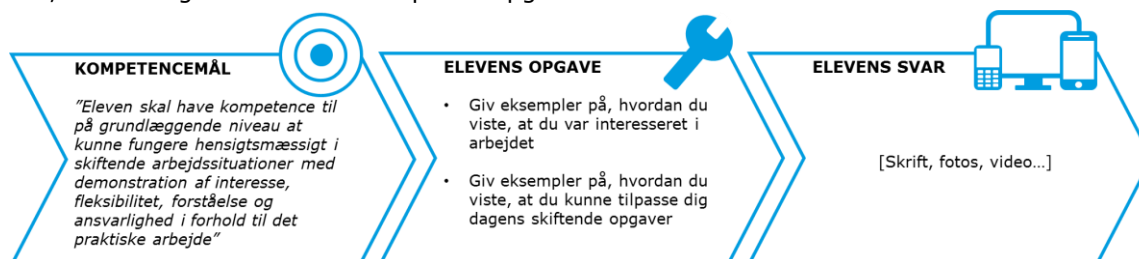 KOMPETENCEMÅL
"Eleven skal have kompetence til
på grundlæggende niveau at
kunne fungere hensigtsmæssigt i
skiftende arbejdssituationer med
demonstration af interesse,
fleksibilitet, forståelse og
ansvarlighed i forhold til det
praktiske arbejde"
ELEVENS OPGAVE
• Giv eksempler på, hvordan du
viste, at du var interesseret i
arbejdet
• Giv eksempler på, hvordan du
viste, at du kunne tilpasse dig
dagens skiftende opgaver
ELEVENS SVAR
[Skrift, fotos, video…]